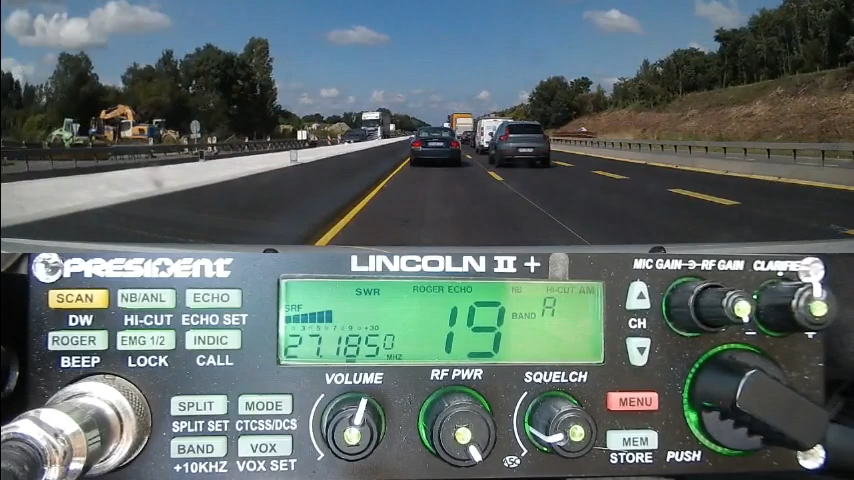 PRESIDENT
LINCOLN II +
MIC GAIN RF GAIN CLARIFIER
SCAN NB/ANL ECHO
DW HI-CUT ECHO SET
ROGER EMG 1/2 INDIC
BEEP LOCK CALL
SPLIT MODE
SPLIT SET CTCSS/DCS
BAND VOX
+10KHZ VOX SET
SWR ROGER ECHO NB HI-CUT AM
SRF
19 BAND A
27.1850 MHZ
CH
VOLUME RF PWR SQUELCH
ASC
MENU
MEM
STORE PUSH